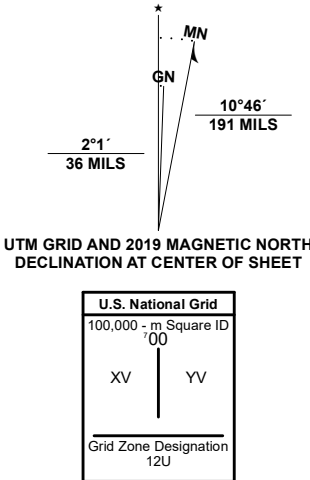 ★
MN
GN
10°46´
191 MILS
2°1´
36 MILS
UTM GRID AND 2019 MAGNETIC NORTH
DECLINATION AT CENTER OF SHEET
U.S. National Grid
100,000 - m Square ID
⁷00
XV YV
Grid Zone Designation
12U